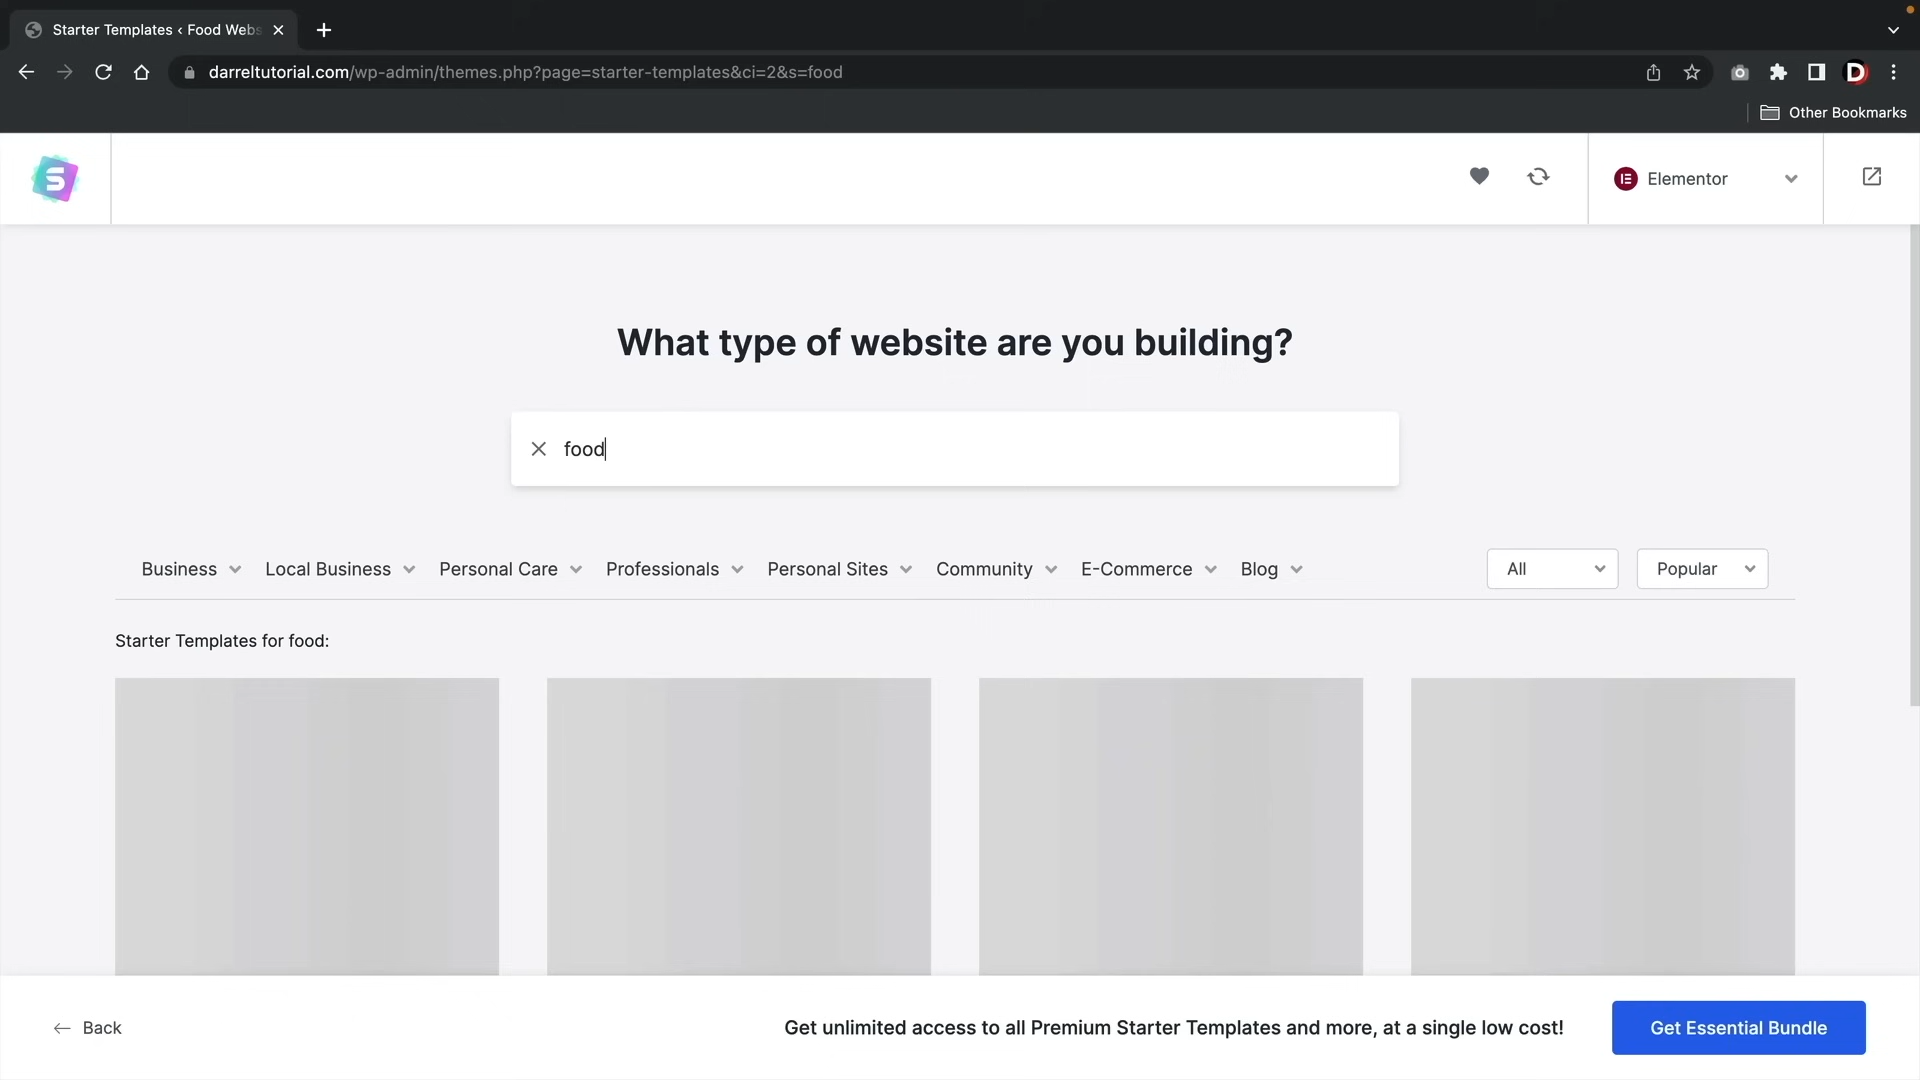 Starter Templates ‹ Food Webs
darreltutorial.com/wp-admin/themes.php?page=starter-templates&ci=2&s=food
D
Other Bookmarks
S
Elementor
What type of website are you building?
food
Business Local Business Personal Care Professionals Personal Sites Community E-Commerce Blog All Popular
Starter Templates for food:
Back Get unlimited access to all Premium Starter Templates and more, at a single low cost! Get Essential Bundle